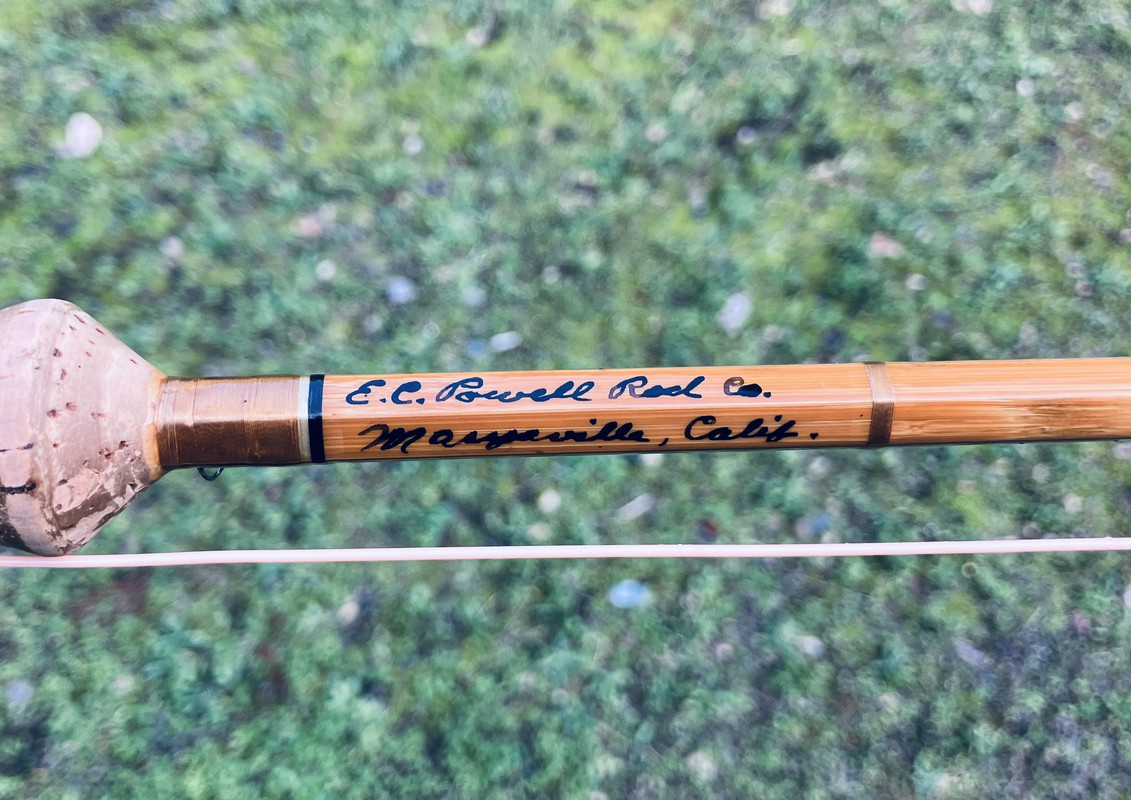 E.C. Powell Rod Co.
Marysville, Calif.